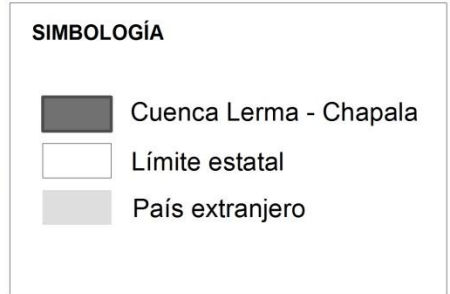 SIMBOLOGÍA
Cuenca Lerma - Chapala
Límite estatal
País extranjero